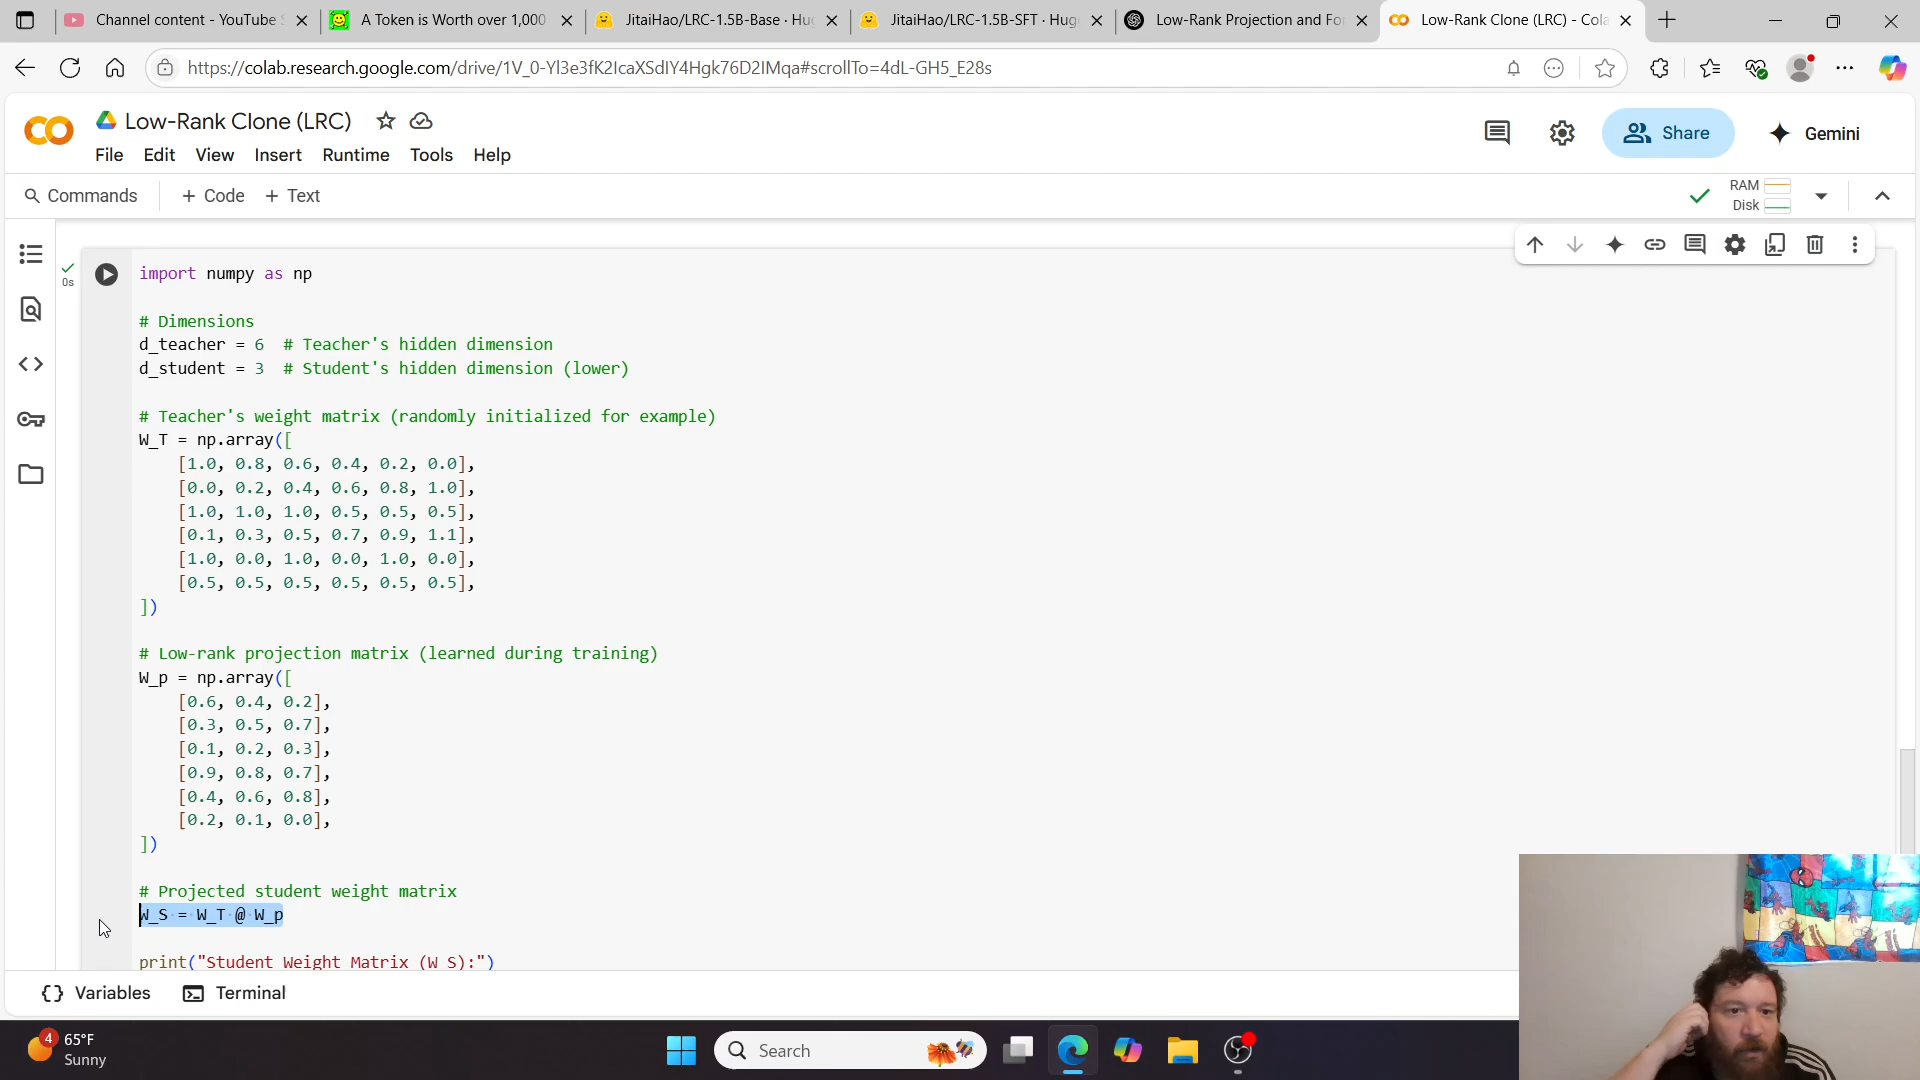 Channel content - YouTube S
A Token is Worth over 1,000
JitaiHao/LRC-1.5B-Base · Hug
JitaiHao/LRC-1.5B-SFT · Hugg
Low-Rank Projection and For
Low-Rank Clone (LRC) - Cola
https://colab.research.google.com/drive/1V_0-Yl3e3fK2IcaXSdIY4Hgk76D2IMqa#scrollTo=4dL-GH5_E28s
Low-Rank Clone (LRC)
File Edit View Insert Runtime Tools Help
Share
Gemini
Commands + Code + Text
RAM
Disk
0s
import numpy as np
# Dimensions
d_teacher = 6 # Teacher's hidden dimension
d_student = 3 # Student's hidden dimension (lower)
# Teacher's weight matrix (randomly initialized for example)
W_T = np.array([
[1.0, 0.8, 0.6, 0.4, 0.2, 0.0],
[0.0, 0.2, 0.4, 0.6, 0.8, 1.0],
[1.0, 1.0, 1.0, 0.5, 0.5, 0.5],
[0.1, 0.3, 0.5, 0.7, 0.9, 1.1],
[1.0, 0.0, 1.0, 0.0, 1.0, 0.0],
[0.5, 0.5, 0.5, 0.5, 0.5, 0.5],
])
# Low-rank projection matrix (learned during training)
W_p = np.array([
[0.6, 0.4, 0.2],
[0.3, 0.5, 0.7],
[0.1, 0.2, 0.3],
[0.9, 0.8, 0.7],
[0.4, 0.6, 0.8],
[0.2, 0.1, 0.0],
])
# Projected student weight matrix
W_S = W_T @ W_p
print("Student Weight Matrix (W_S):")
Variables
Terminal
4
65°F
Sunny
Search